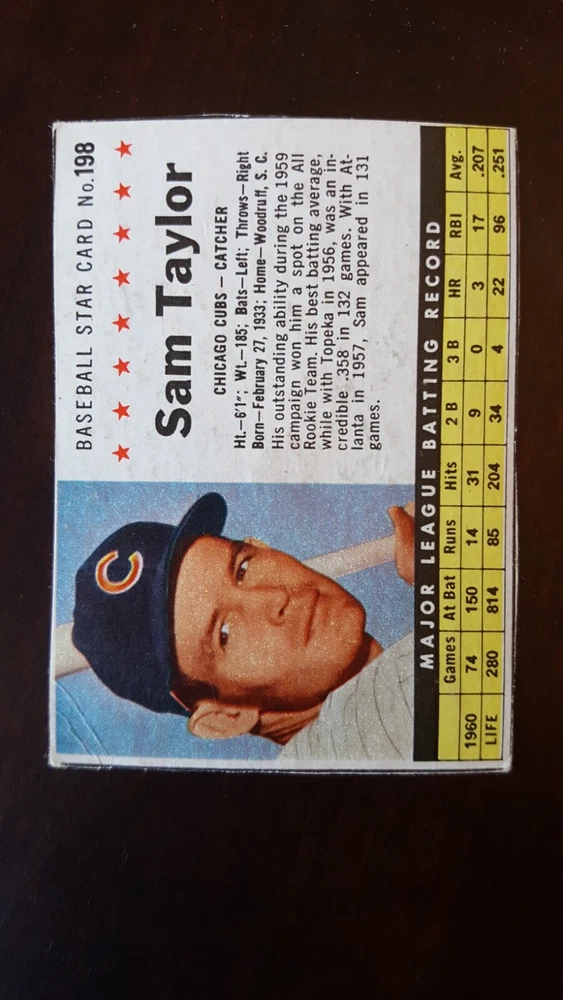 BASEBALL STAR CARD No. 198
Sam Taylor
CHICAGO CUBS — CATCHER
Ht.—6'1"; Wt.—185; Bats—Left; Throws—Right
Born—February 27, 1933; Home—Woodruff, S. C.
His outstanding ability during the 1959
campaign won him a spot on the All
Rookie Team. His best batting average,
while with Topeka in 1956, was an in-
credible .358 in 132 games. With At-
lanta in 1957, Sam appeared in 131
games.
C
MAJOR LEAGUE BATTING RECORD
Games At Bat Runs Hits 2 B 3 B HR RBI Avg.
1960 74 150 14 31 9 0 3 17 .207
LIFE 280 814 85 204 34 4 22 96 .251